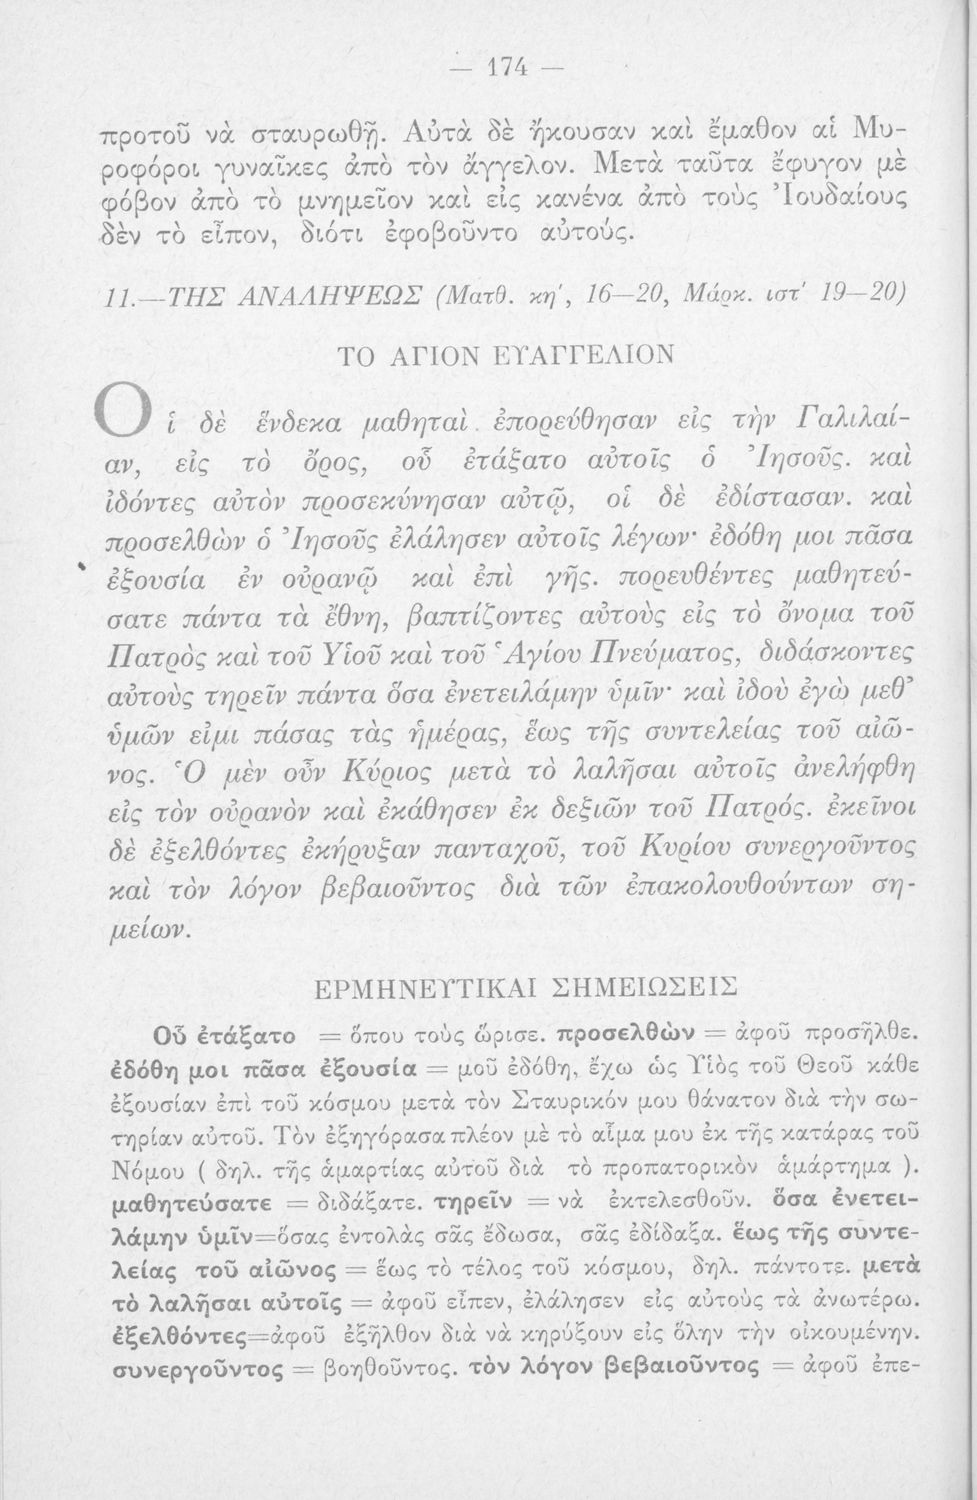 — 174 —
προτοῦ νὰ σταυρωθῇ. Αὐτὰ δὲ ἤκουσαν καὶ ἔμαθον αἱ Μυ-
ροφόροι γυναῖκες ἀπὸ τὸν ἄγγελον. Μετὰ ταῦτα ἔφυγον μὲ
φόβον ἀπὸ τὸ μνημεῖον καὶ εἰς κανένα ἀπὸ τοὺς Ἰουδαίους
δὲν τὸ εἶπον, διότι ἐφοβοῦντο αὐτούς.
11.—ΤΗΣ ΑΝΑΛΗΨΕΩΣ (Ματθ. κη΄, 16—20, Μάρκ. ιστ΄ 19—20)
ΤΟ ΑΓΙΟΝ ΕΥΑΓΓΕΛΙΟΝ
Οἱ δὲ ἕνδεκα μαθηταὶ ἐπορεύθησαν εἰς τὴν Γαλιλαί-
αν, εἰς τὸ ὄρος, οὗ ἐτάξατο αὐτοῖς ὁ Ἰησοῦς. καὶ
ἰδόντες αὐτὸν προσεκύνησαν αὐτῷ, οἱ δὲ ἐδίστασαν. καὶ
προσελθὼν ὁ Ἰησοῦς ἐλάλησεν αὐτοῖς λέγων· ἐδόθη μοι πᾶσα
ἐξουσία ἐν οὐρανῷ καὶ ἐπὶ γῆς. πορευθέντες μαθητεύ-
σατε πάντα τὰ ἔθνη, βαπτίζοντες αὐτοὺς εἰς τὸ ὄνομα τοῦ
Πατρὸς καὶ τοῦ Υἱοῦ καὶ τοῦ Ἁγίου Πνεύματος, διδάσκοντες
αὐτοὺς τηρεῖν πάντα ὅσα ἐνετειλάμην ὑμῖν· καὶ ἰδοὺ ἐγὼ μεθ᾽
ὑμῶν εἰμι πάσας τὰς ἡμέρας, ἕως τῆς συντελείας τοῦ αἰῶ-
νος. Ὁ μὲν οὖν Κύριος μετὰ τὸ λαλῆσαι αὐτοῖς ἀνελήφθη
εἰς τὸν οὐρανὸν καὶ ἐκάθησεν ἐκ δεξιῶν τοῦ Πατρός. ἐκεῖνοι
δὲ ἐξελθόντες ἐκήρυξαν πανταχοῦ, τοῦ Κυρίου συνεργοῦντος
καὶ τὸν λόγον βεβαιοῦντος διὰ τῶν ἐπακολουθούντων ση-
μείων.
ΕΡΜΗΝΕΥΤΙΚΑΙ ΣΗΜΕΙΩΣΕΙΣ
Οὗ ἐτάξατο = ὅπου τοὺς ὥρισε. προσελθὼν = ἀφοῦ προσῆλθε.
ἐδόθη μοι πᾶσα ἐξουσία = μοῦ ἐδόθη, ἔχω ὡς Υἱὸς τοῦ Θεοῦ κάθε
ἐξουσίαν ἐπὶ τοῦ κόσμου μετὰ τὸν Σταυρικόν μου θάνατον διὰ τὴν σω-
τηρίαν αὐτοῦ. Τὸν ἐξηγόρασα πλέον μὲ τὸ αἷμα μου ἐκ τῆς κατάρας τοῦ
Νόμου ( δηλ. τῆς ἁμαρτίας αὐτοῦ διὰ τὸ προπατορικὸν ἁμάρτημα ).
μαθητεύσατε = διδάξατε. τηρεῖν = νὰ ἐκτελεσθοῦν. ὅσα ἐνετει-
λάμην ὑμῖν=ὅσας ἐντολὰς σᾶς ἔδωσα, σᾶς ἐδίδαξα. ἕως τῆς συντε-
λείας τοῦ αἰῶνος = ἕως τὸ τέλος τοῦ κόσμου, δηλ. πάντοτε. μετὰ
τὸ λαλῆσαι αὐτοῖς = ἀφοῦ εἶπεν, ἐλάλησεν εἰς αὐτοὺς τὰ ἀνωτέρω.
ἐξελθόντες=ἀφοῦ ἐξῆλθον διὰ νὰ κηρύξουν εἰς ὅλην τὴν οἰκουμένην.
συνεργοῦντος = βοηθοῦντος. τὸν λόγον βεβαιοῦντος = ἀφοῦ ἐπε-